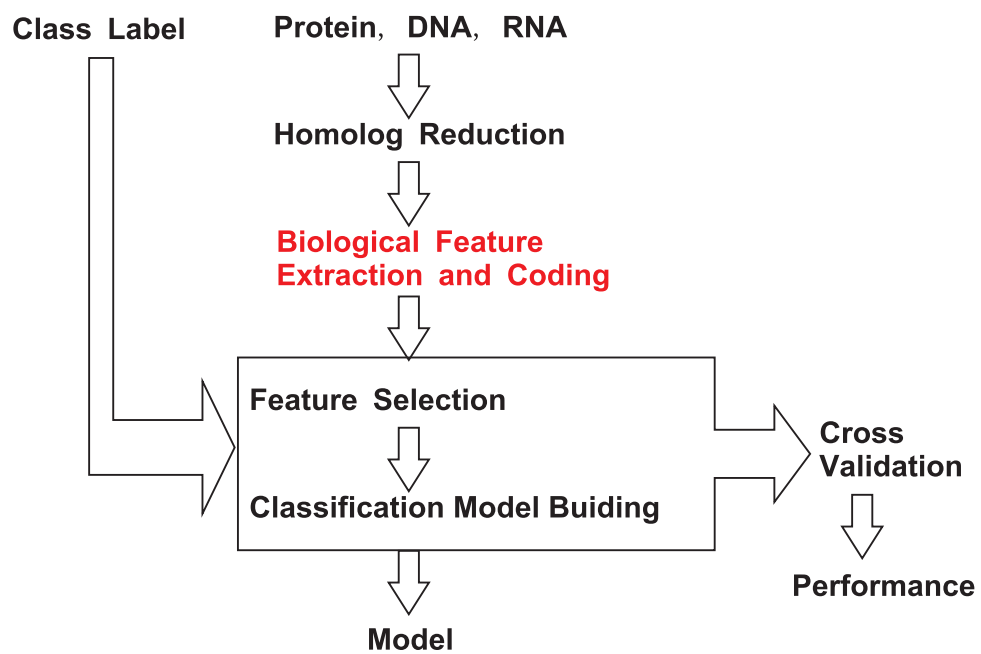 Class Label
Protein, DNA, RNA
Homolog Reduction
Biological Feature
Extraction and Coding
Feature Selection
Classification Model Buiding
Cross
Validation
Performance
Model